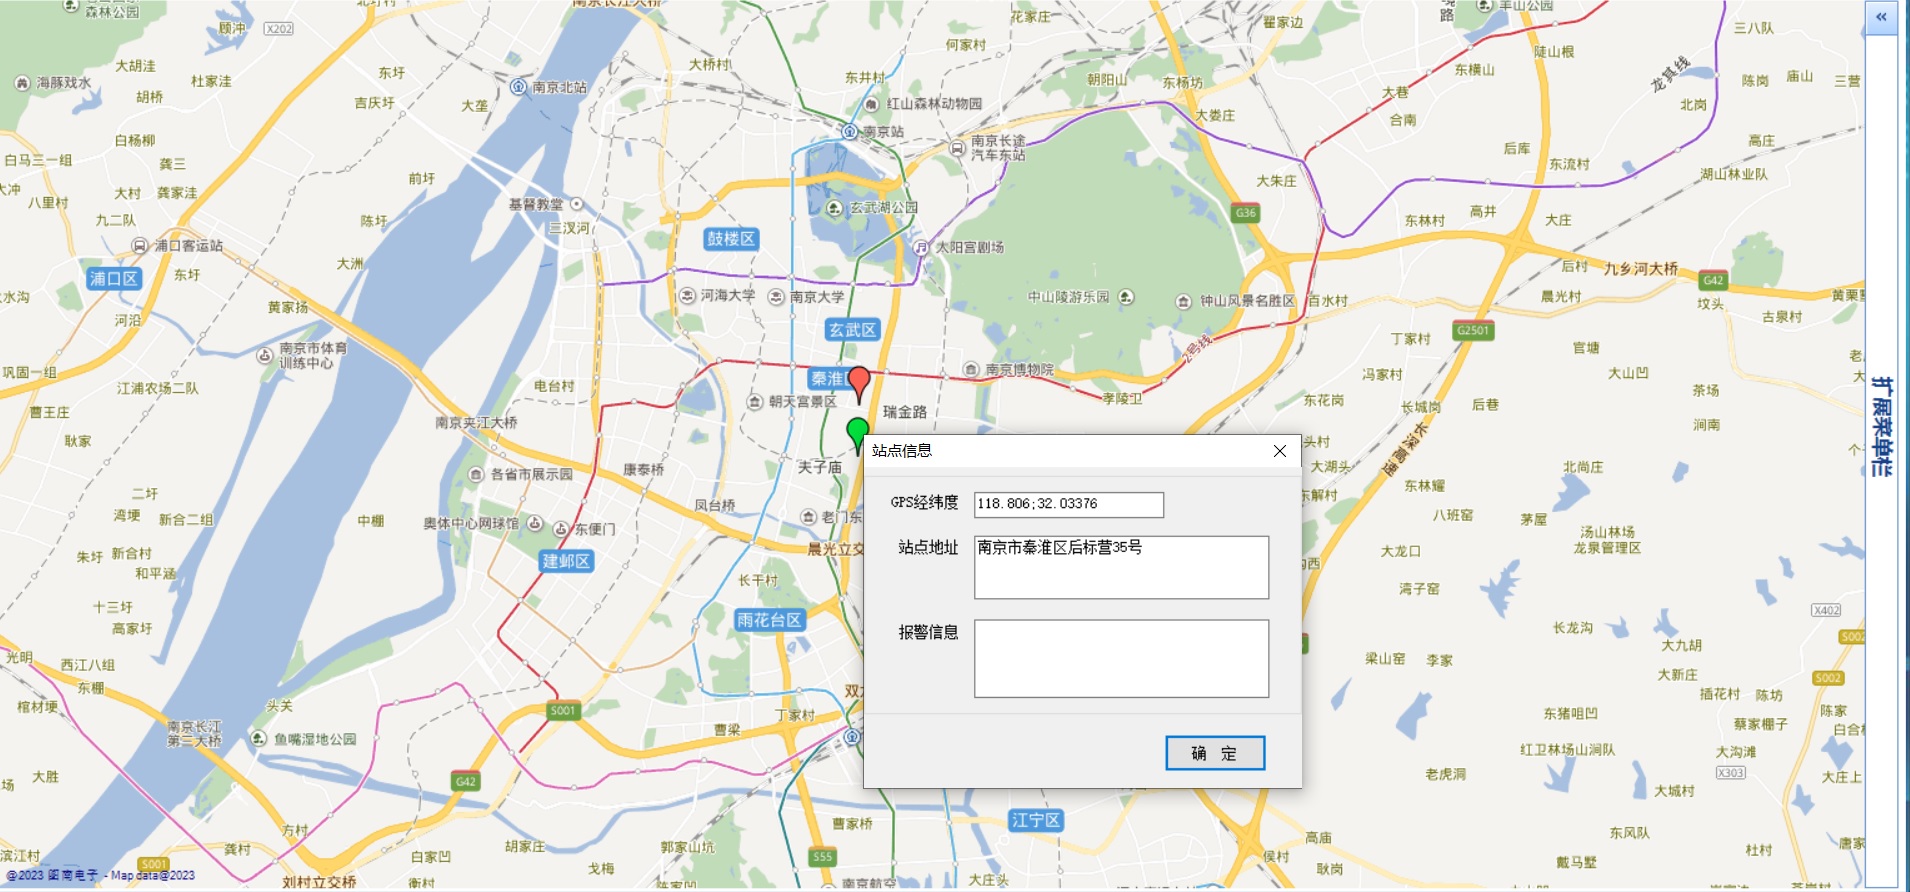 森林公园
顾冲
X202
花家庄
翟家边
羊山公园
三八队
何家村
陡山根
海豚戏水
大胡洼
杜家洼
东圩
大桥村
东井村
朝阳山
东杨坊
东横山
龙其线
陈岗
庙山
三营
胡桥
吉庆圩
大垄
南京北站
红山森林动物园
大巷
北岗
白杨柳
南京站
南京长途
汽车东站
大娄庄
合南
高庄
白马三一组
龚三
后库
东流村
大冲
大村
龚家洼
前圩
大朱庄
湖山林业队
八里村
九二队
陈圩
基督教堂
玄武湖公园
G36
东林村
高井
大庄
三汊河
浦口客运站
鼓楼区
太阳宫剧场
浦口区
东圩
大洲
后村
九乡河大桥
G42
水沟
河海大学
南京大学
中山陵游乐园
钟山风景名胜区
百水村
晨光村
坟头
河沿
黄家扬
玄武区
G2501
古泉村
南京市体育
训练中心
2号线
丁家村
官塘
巩固一组
江浦农场二队
电台村
秦淮
南京博物院
冯家村
大山凹
曹王庄
朝天宫景区
瑞金路
孝陵卫
东花岗
长城岗
后巷
茶场
扩展菜单栏
耿家
南京夹江大桥
涧南
站点信息
头村
长深高速
各省市展示园
康泰桥
夫子庙
大湖头
北尚庄
二圩
凤台桥
GPS经纬度
118.806;32.03376
东解村
东林耀
湾埂
新合二组
中棚
奥体中心网球馆
东便门
老门东
八班窑
茅屋
汤山林场
龙泉管理区
朱圩
新合村
晨光立交
站点地址
南京市秦淮区后标营35号
大龙口
和平涵
建邺区
长干村
沟西
湾子窑
十三圩
雨花台区
X402
高家圩
报警信息
长龙沟
S002
光明
西江八组
梁山窑
李家
大九胡
东棚
大新庄
S002
棺材埂
头关
S001
丁家村
插花村
陈坊
南京长江
第三大桥
鱼嘴湿地公园
曹梁
东猪咀凹
蔡家棚子
陈家
确 定
红卫林场山涧队
大沟滩
大胜
G42
老虎洞
X303
大庄上
大城村
方村
曹家桥
江宁区
高庙
东风队
滨江村
龚村
胡家庄
郭家山坑
S55
侯村
唐家
S001
白家凹
戈梅
耿岗
戴马墅
杜村
@2023 阁南电子 - Map data@2023
刘村立交桥
南京航空
大庄头